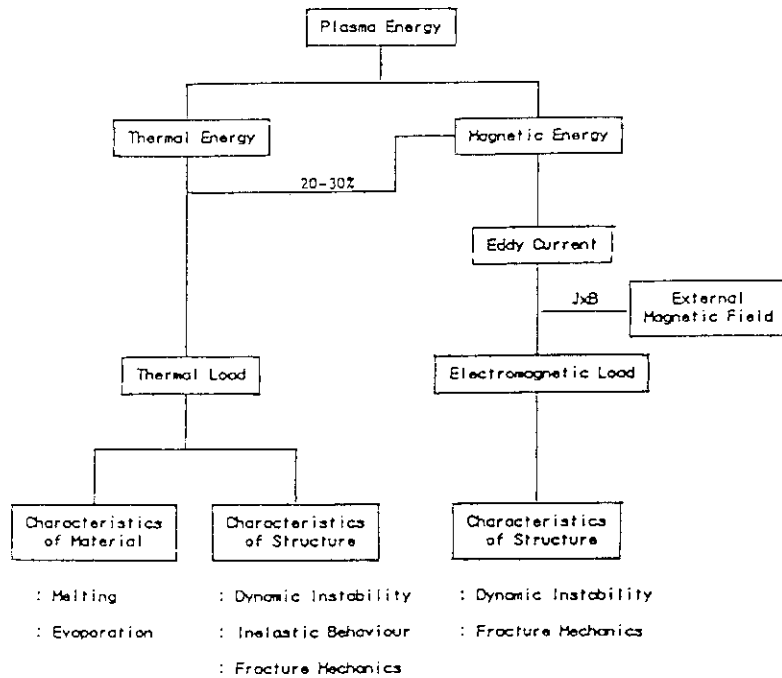 Plasma Energy
Thermal Energy
Magnetic Energy
20-30%
Eddy Current
JxB
External
Magnetic Field
Thermal Load
Electromagnetic Load
Characteristics
of Material
Characteristics
of Structure
Characteristics
of Structure
: Melting
: Evaporation
: Dynamic Instability
: Inelastic Behaviour
: Fracture Mechanics
: Dynamic Instability
: Fracture Mechanics